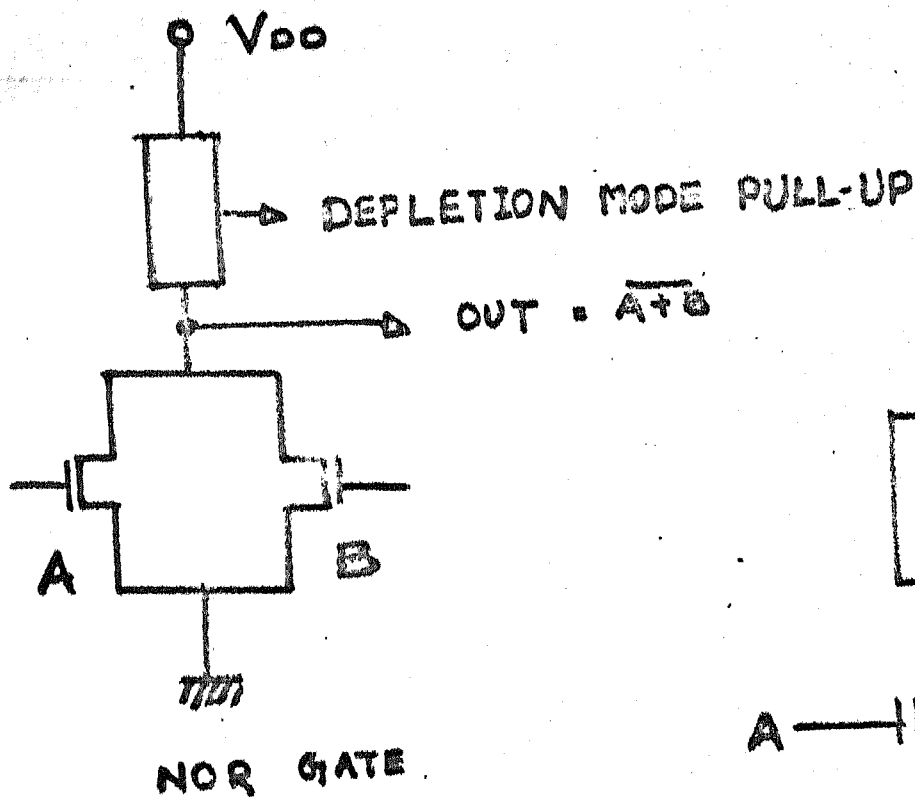 VDD
DEPLETION MODE PULL-UP
OUT = A+B
A
B
A
NOR GATE